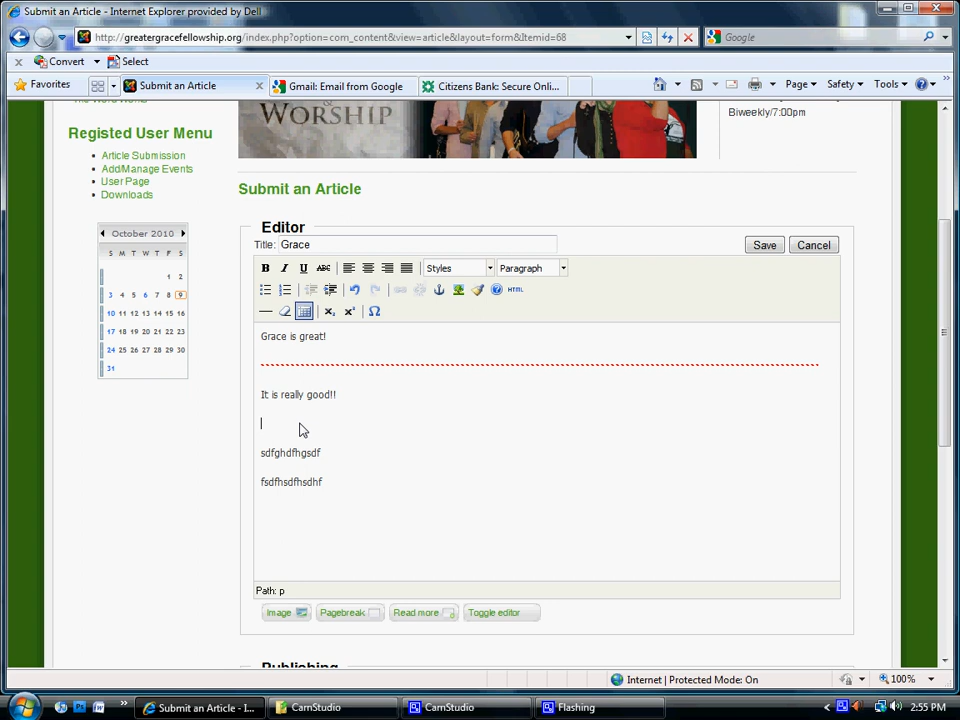 Submit an Article - Internet Explorer provided by Dell
http://greatergracefellowship.org/index.php?option=com_content&view=article&layout=form&Itemid=68
Google
Convert
Select
Favorites
Submit an Article
Gmail: Email from Google
Citizens Bank: Secure Onli...
Page
Safety
Tools
WORSHIP
Biweekly/7:00pm
Registed User Menu
Article Submission
Add/Manage Events
User Page
Downloads
October 2010
S M T W T F S
1 2
3 4 5 6 7 8 9
10 11 12 13 14 15 16
17 18 19 20 21 22 23
24 25 26 27 28 29 30
31
Submit an Article
Editor
Title: Grace
Save
Cancel
B I U ABC
Styles
Paragraph
HTML
Grace is great!
It is really good!!
sdfghdfhgsdf
fsdfhsdfhsdhf
Path: p
Image
Pagebreak
Read more
Toggle editor
Publishing
Internet | Protected Mode: On
100%
Submit an Article - I...
CamStudio
CamStudio
Flashing
2:55 PM